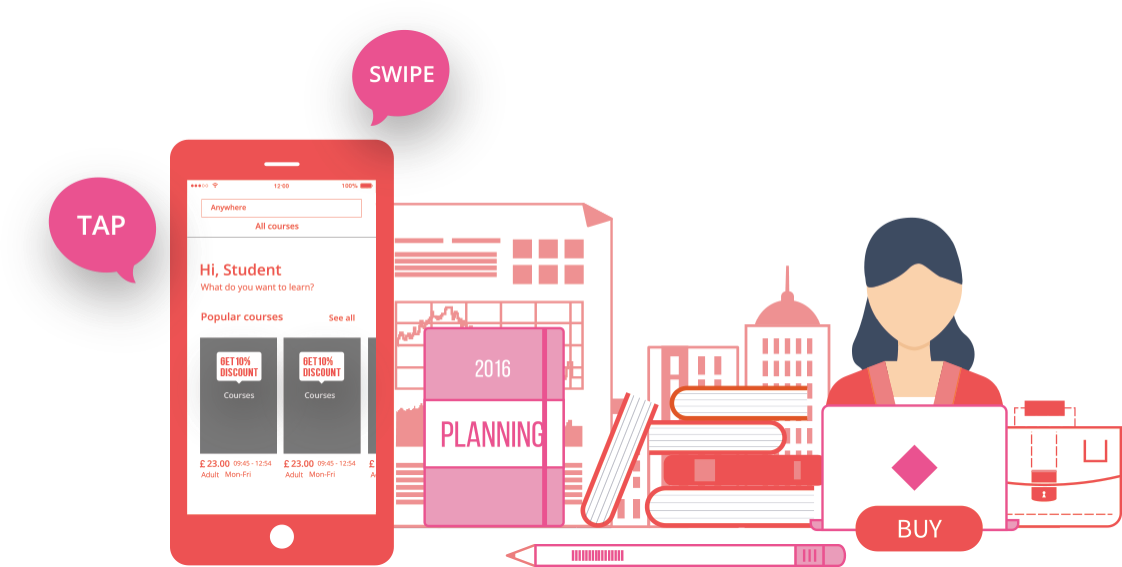 SWIPE
TAP
12:00
100%
Anywhere
All courses
Hi, Student
What do you want to learn?
Popular courses See all
GET 10%
DISCOUNT
Courses
GET 10%
DISCOUNT
Courses
£ 23.00 09:45 - 12:54
Adult Mon-Fri
£ 23.00 09:45 - 12:54
Adult Mon-Fri
£
A
2016
PLANNING
BUY